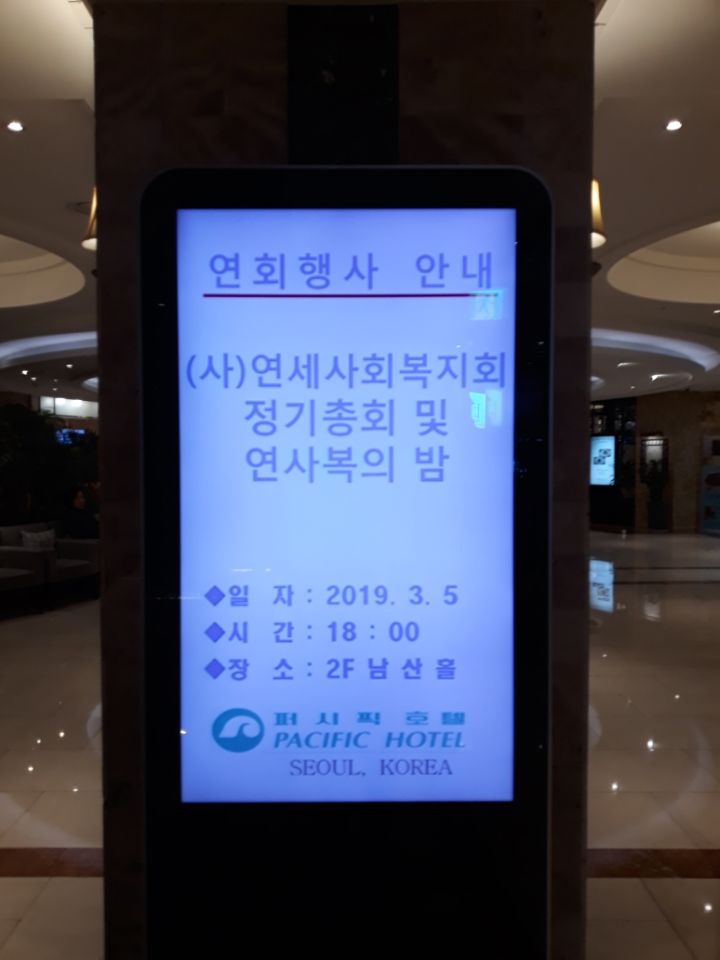 연회행사 안내
(사)연세사회복지회
정기총회 및
연사복의 밤
◆일 자 : 2019. 3. 5
◆시 간 : 18 : 00
◆장 소 : 2F 남 산 홀
퍼시픽 호텔
PACIFIC HOTEL
SEOUL, KOREA